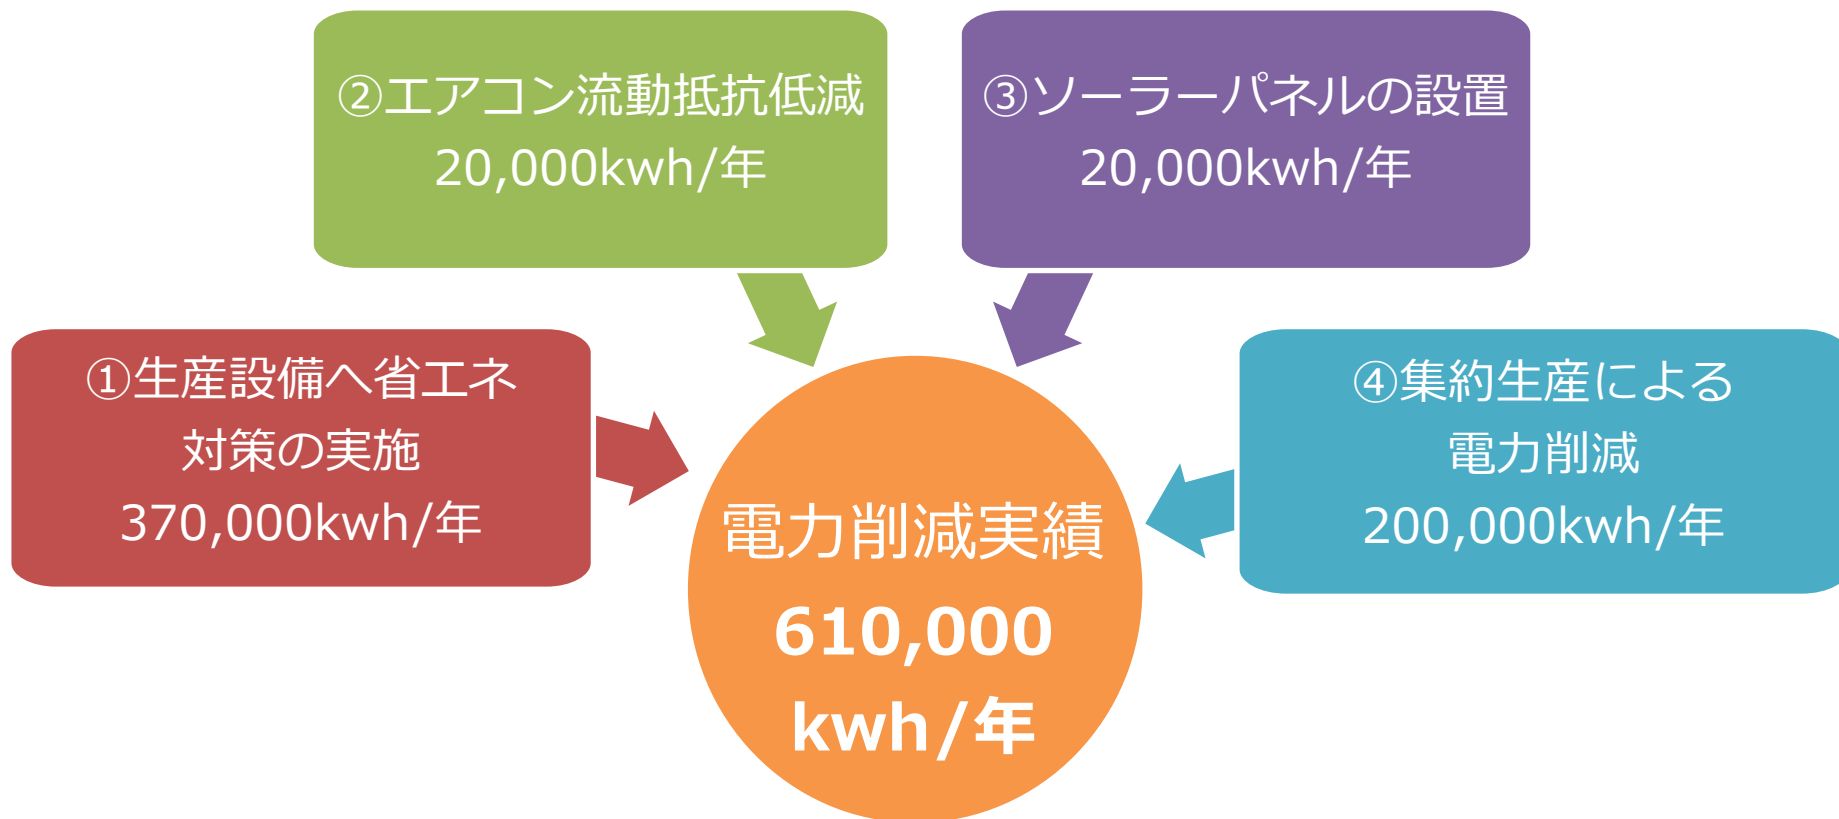 ②エアコン流動抵抗低減
20,000kwh/年
③ソーラーパネルの設置
20,000kwh/年
①生産設備へ省エネ
対策の実施
370,000kwh/年
④集約生産による
電力削減
200,000kwh/年
電力削減実績
610,000
kwh/年